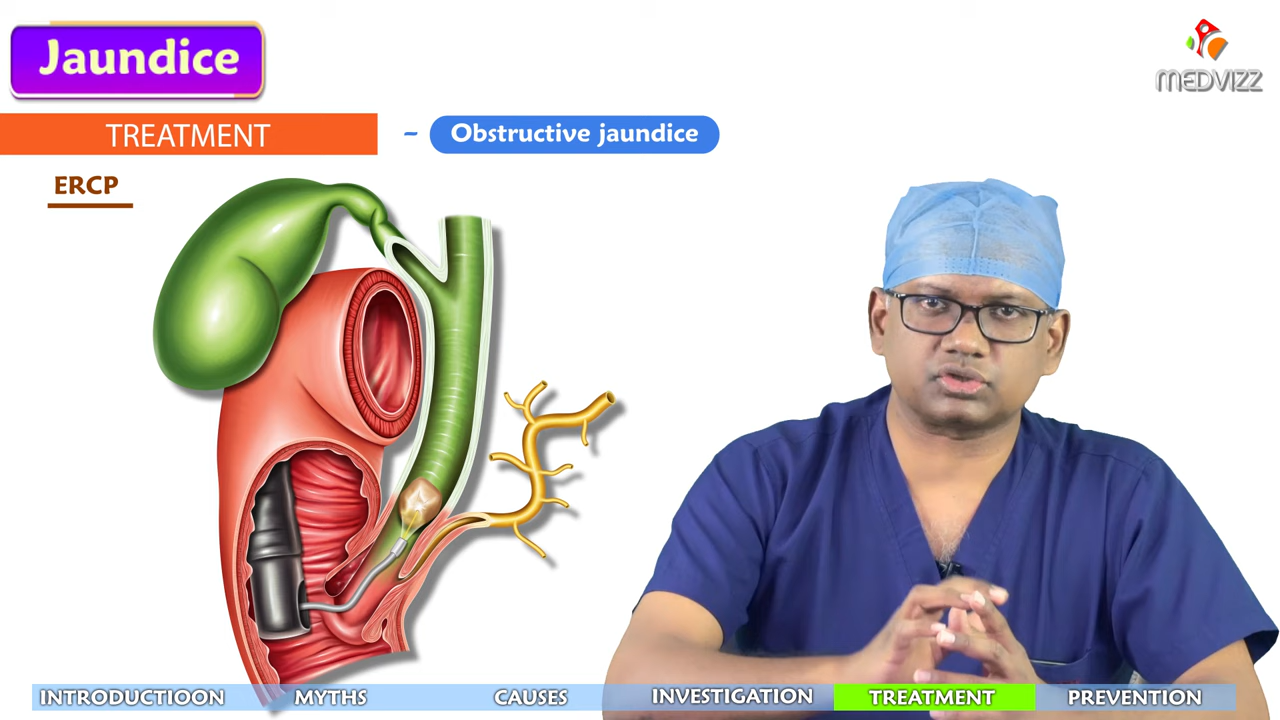 Jaundice
MEDVIZZ
TREATMENT
- Obstructive jaundice
ERCP
INTRODUCTIOON
MYTHS
CAUSES
INVESTIGATION
TREATMENT
PREVENTION